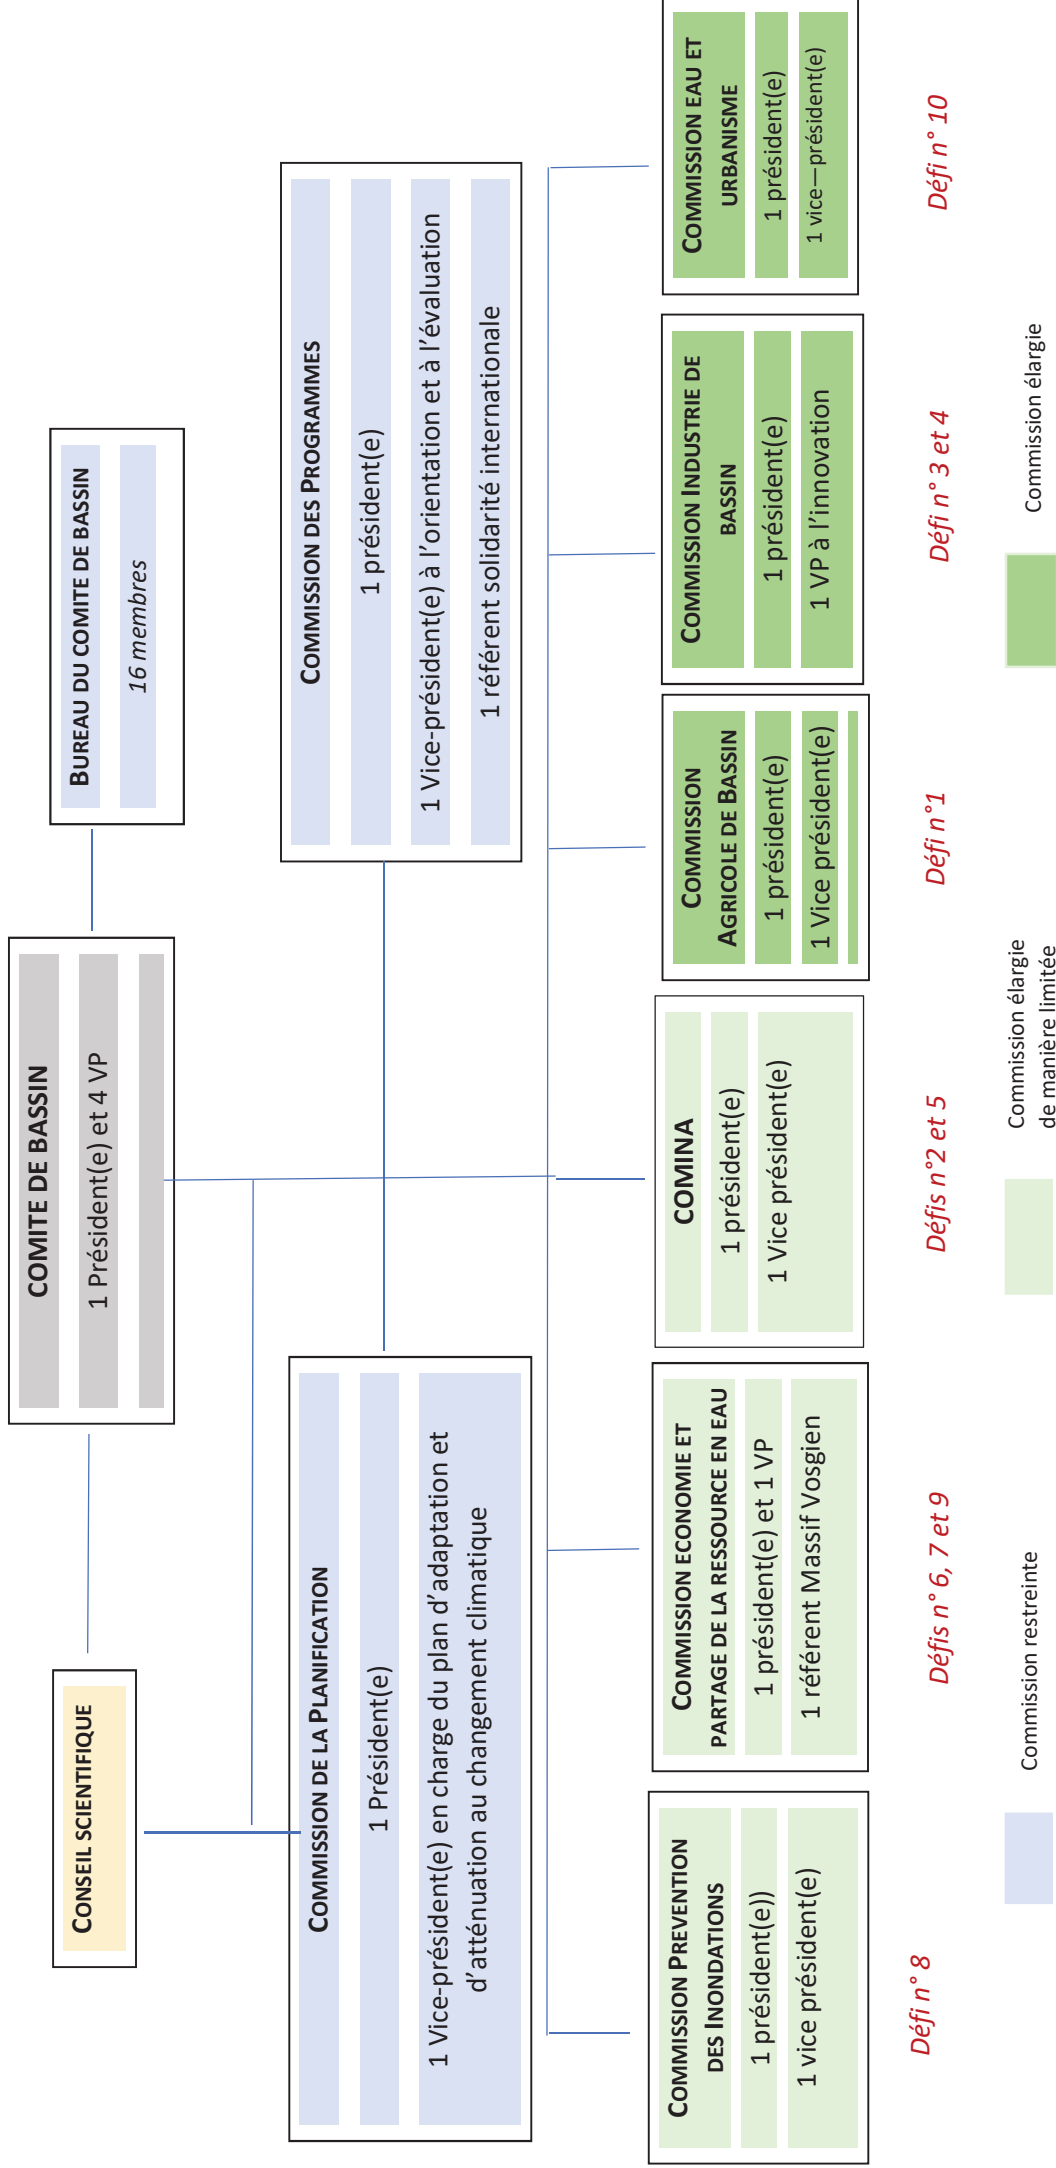 COMITE DE BASSIN
1 Président(e) et 4 VP
CONSEIL SCIENTIFIQUE
BUREAU DU COMITE DE BASSIN
16 membres
COMMISSION DE LA PLANIFICATION
1 Président(e)
1 Vice-président(e) en charge du plan d'adaptation et
d'atténuation au changement climatique
COMMISSION DES PROGRAMMES
1 président(e)
1 Vice-président(e) à l'orientation et à l'évaluation
1 référent solidarité internationale
COMMISSION PREVENTION
DES INONDATIONS
1 président(e))
1 vice président(e)
COMMISSION ECONOMIE ET
PARTAGE DE LA RESSOURCE EN EAU
1 président(e) et 1 VP
1 référent Massif Vosgien
COMINA
1 président(e)
1 Vice président(e)
COMMISSION
AGRICOLE DE BASSIN
1 président(e)
1 Vice président(e)
COMMISSION INDUSTRIE DE
BASSIN
1 président(e)
1 VP à l'innovation
COMMISSION EAU ET
URBANISME
1 président(e)
1 vice—président(e)
Défi n° 8
Défis n° 6, 7 et 9
Défis n°2 et 5
Défi n°1
Défi n° 3 et 4
Défi n° 10
Commission restreinte
Commission élargie
de manière limitée
Commission élargie